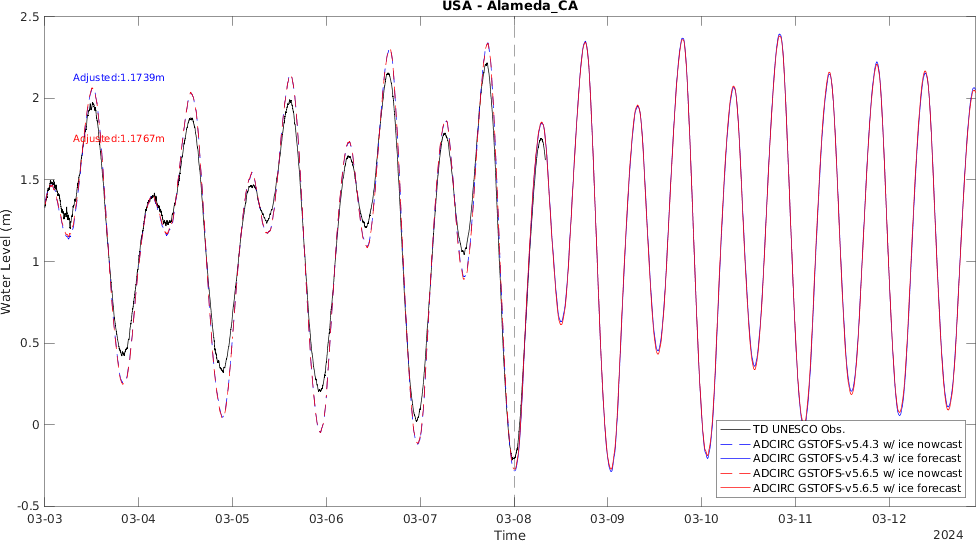 USA - Alameda_CA
2.5
2
1.5
1
0.5
0
-0.5
Water Level (m)
Adjusted:1.1739m
Adjusted:1.1767m
TD UNESCO Obs.
ADCIRC GSTOFS-v5.4.3 w/ ice nowcast
ADCIRC GSTOFS-v5.4.3 w/ ice forecast
ADCIRC GSTOFS-v5.6.5 w/ ice nowcast
ADCIRC GSTOFS-v5.6.5 w/ ice forecast
03-03 03-04 03-05 03-06 03-07 03-08 03-09 03-10 03-11 03-12
Time
2024